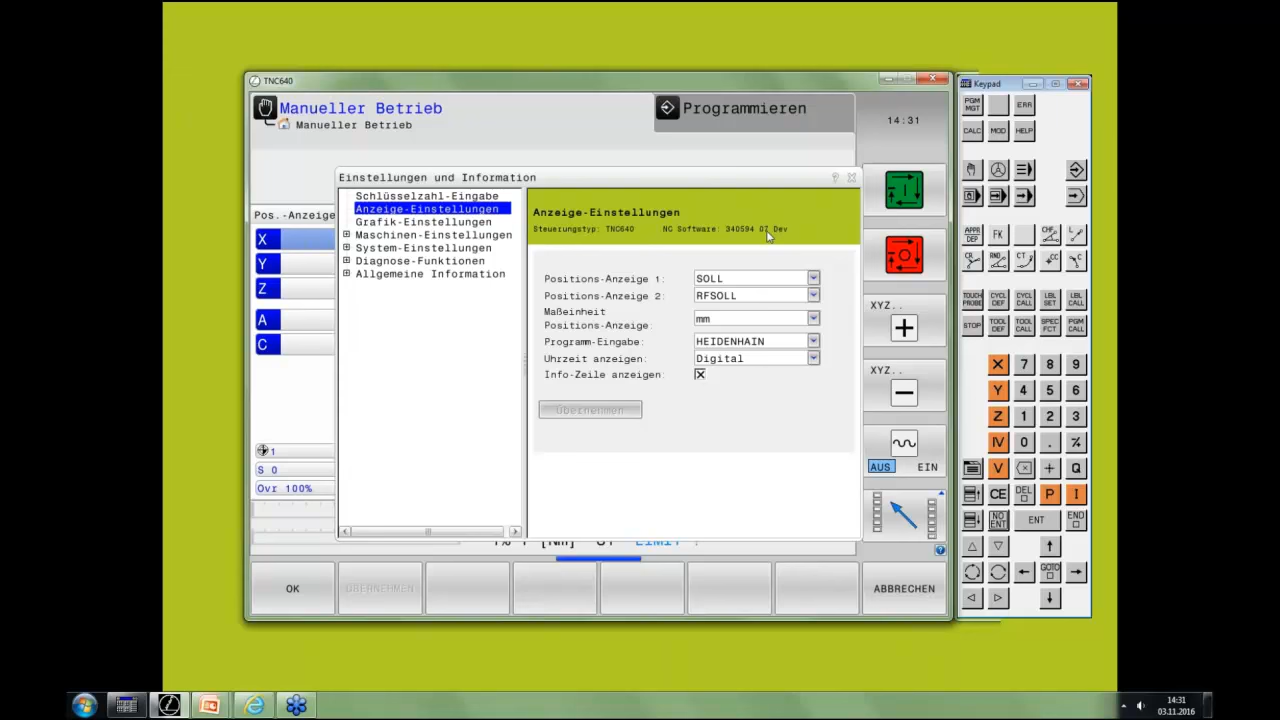 TNC640
Manueller Betrieb
Manueller Betrieb
Programmieren
14:31
Einstellungen und Information
Schlüsselzahl-Eingabe
Anzeige-Einstellungen
Grafik-Einstellungen
Maschinen-Einstellungen
System-Einstellungen
Diagnose-Funktionen
Allgemeine Information
Pos.-Anzeige
X
Y
Z
A
C
1
S 0
Ovr 100%
Anzeige-Einstellungen
Steuerungstyp: TNC640 NC Software: 340594 07 Dev
Positions-Anzeige 1: SOLL
Positions-Anzeige 2: RFSOLL
Maßeinheit
Positions-Anzeige: mm
Programm-Eingabe: HEIDENHAIN
Uhrzeit anzeigen: Digital
Info-Zeile anzeigen:
Übernehmen
XYZ..
+
XYZ..
−
AUS EIN
OK
ÜBERNEHMEN
ABBRECHEN
Keypad
PGM MGT ERR
CALC MOD HELP
APPR DEP FK CHF L
CR RND CT CC C
TOUCH PROBE CYCL DEF CYCL CALL LBL SET LBL CALL
STOP TOOL DEF TOOL CALL SPEC FCT PGM CALL
X 7 8 9
Y 4 5 6
Z 1 2 3
IV 0 .
V + Q
CE DEL P I
NO ENT ENT END
GOTO
14:31
03.11.2016